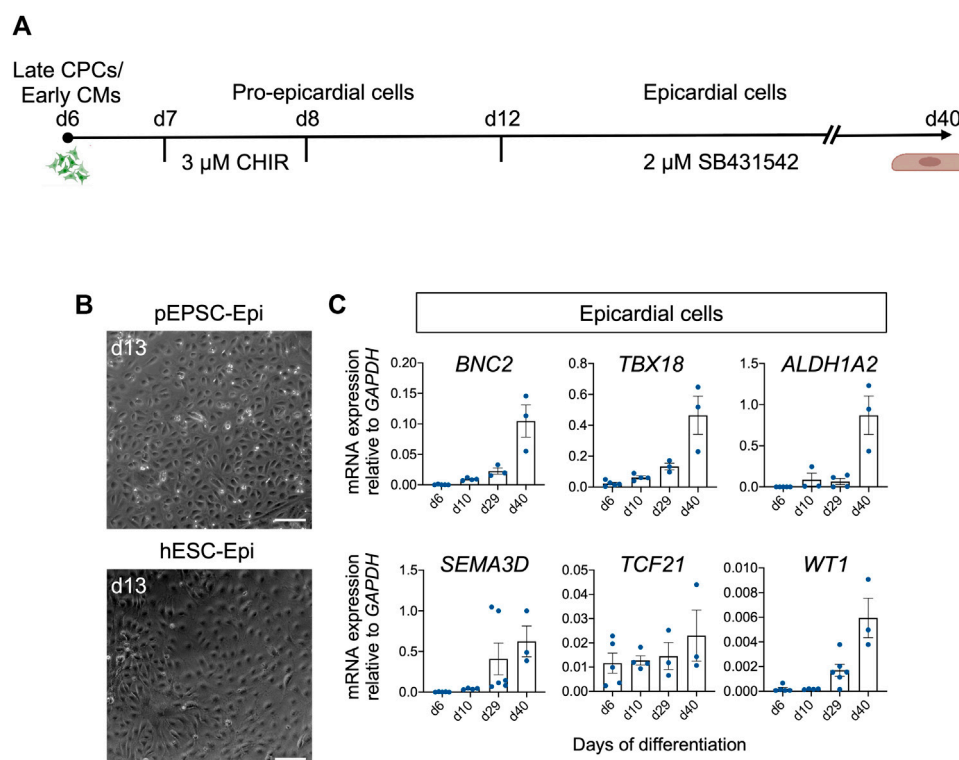 A
Late CPCs/
Early CMs
Pro-epicardial cells
Epicardial cells
d6
d7
d8
d12
d40
3 µM CHIR
2 µM SB431542
B
pEPSC-Epi
d13
hESC-Epi
d13
C
Epicardial cells
mRNA expression
relative to GAPDH
BNC2
0.20
0.15
0.10
0.05
0.00
d6
d10
d29
d40
TBX18
0.8
0.6
0.4
0.2
0.0
d6
d10
d29
d40
ALDH1A2
1.5
1.0
0.5
0.0
d6
d10
d29
d40
mRNA expression
relative to GAPDH
SEMA3D
1.5
1.0
0.5
0.0
d6
d10
d29
d40
TCF21
0.05
0.04
0.03
0.02
0.01
0.00
d6
d10
d29
d40
WT1
0.010
0.008
0.006
0.004
0.002
0.000
d6
d10
d29
d40
Days of differentiation